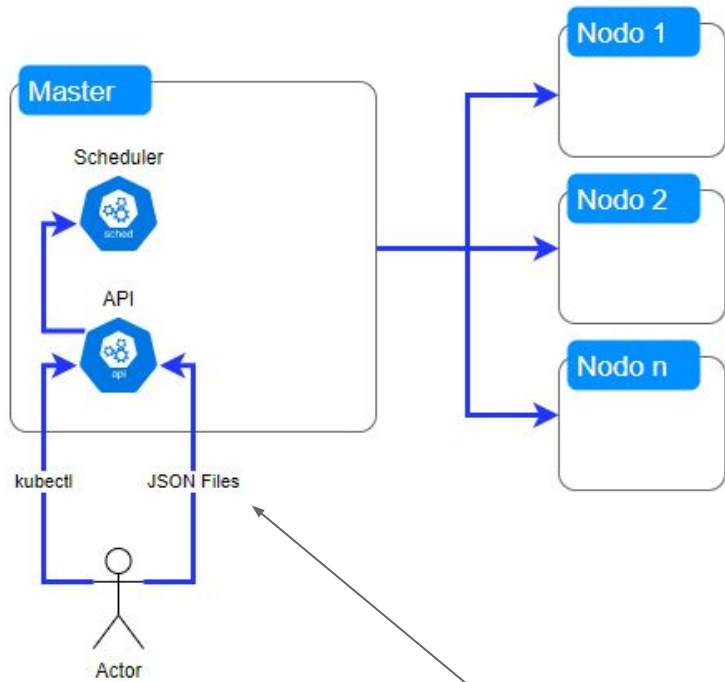 Nodo 1
Master
Scheduler
sched
Nodo 2
API
api
Nodo n
kubectl
JSON Files
Actor